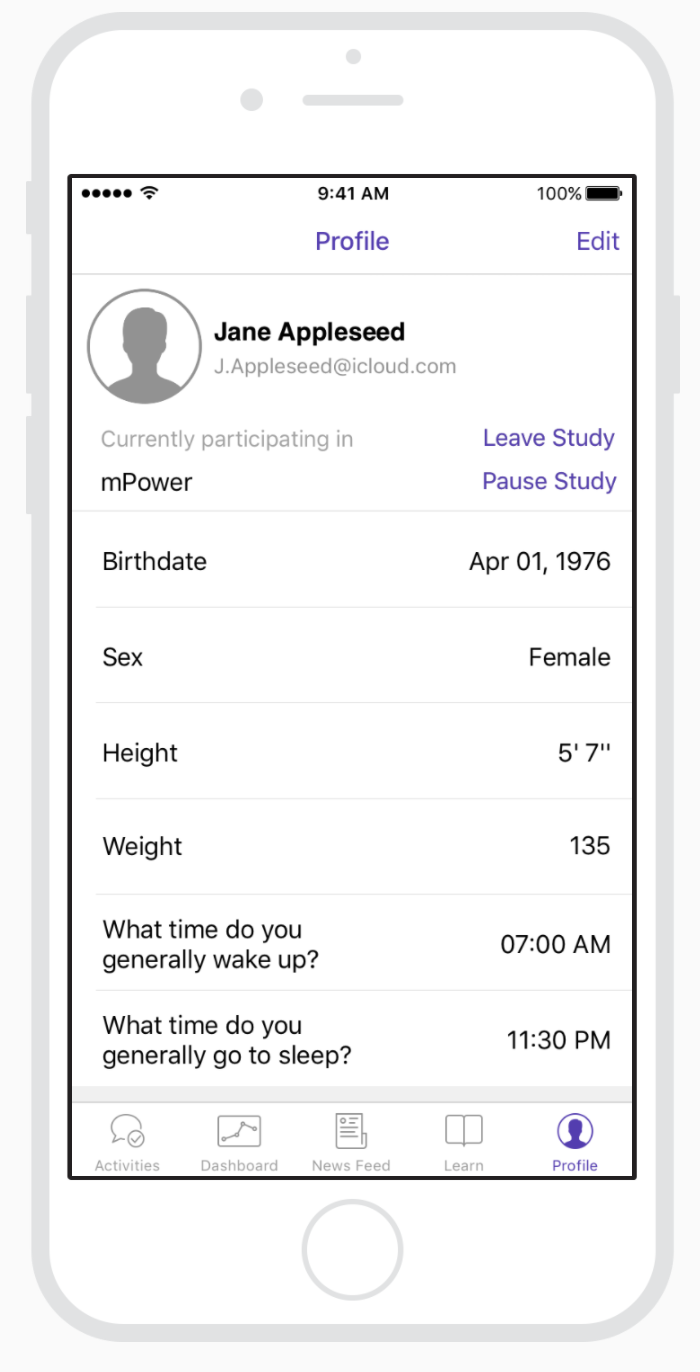 9:41 AM
100%
Profile
Edit
Jane Appleseed
J.Appleseed@icloud.com
Currently participating in
Leave Study
mPower
Pause Study
Birthdate
Apr 01, 1976
Sex
Female
Height
5' 7''
Weight
135
What time do you
generally wake up?
07:00 AM
What time do you
generally go to sleep?
11:30 PM
Activities
Dashboard
News Feed
Learn
Profile